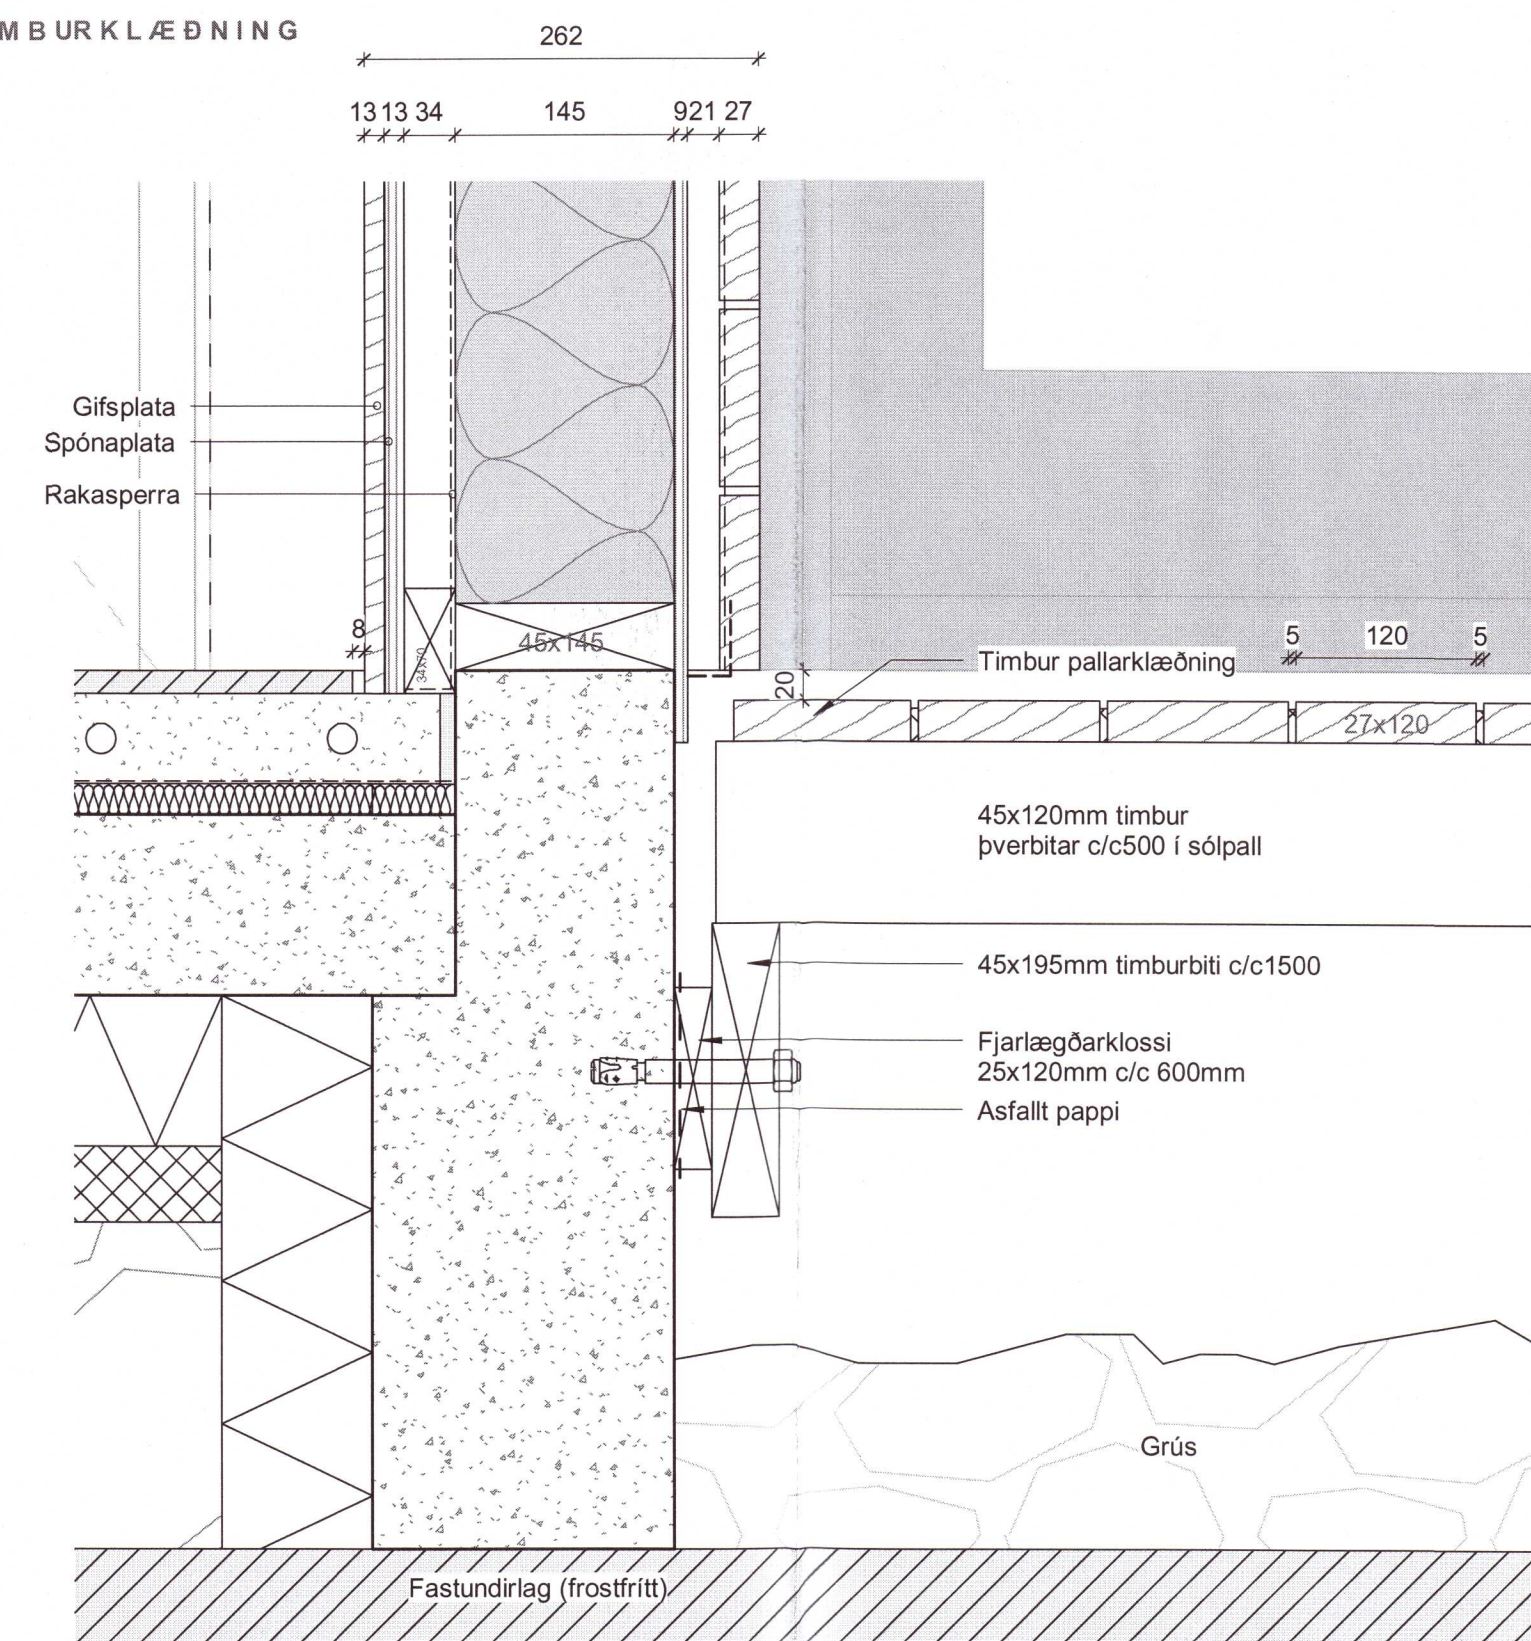 MBURKLÆÐNING
262
13 13 34 145 9 21 27
Gifsplata
Spónaplata
Rakasperra
8
34x70
45x145
5 120 5
Timbur pallarklæðning
20
27x120
45x120mm timbur
þverbitar c/c500 í sólpall
45x195mm timburbiti c/c1500
Fjarlægðarklossi
25x120mm c/c 600mm
Asfallt pappi
Grús
Fastundirlag (frostfrítt)